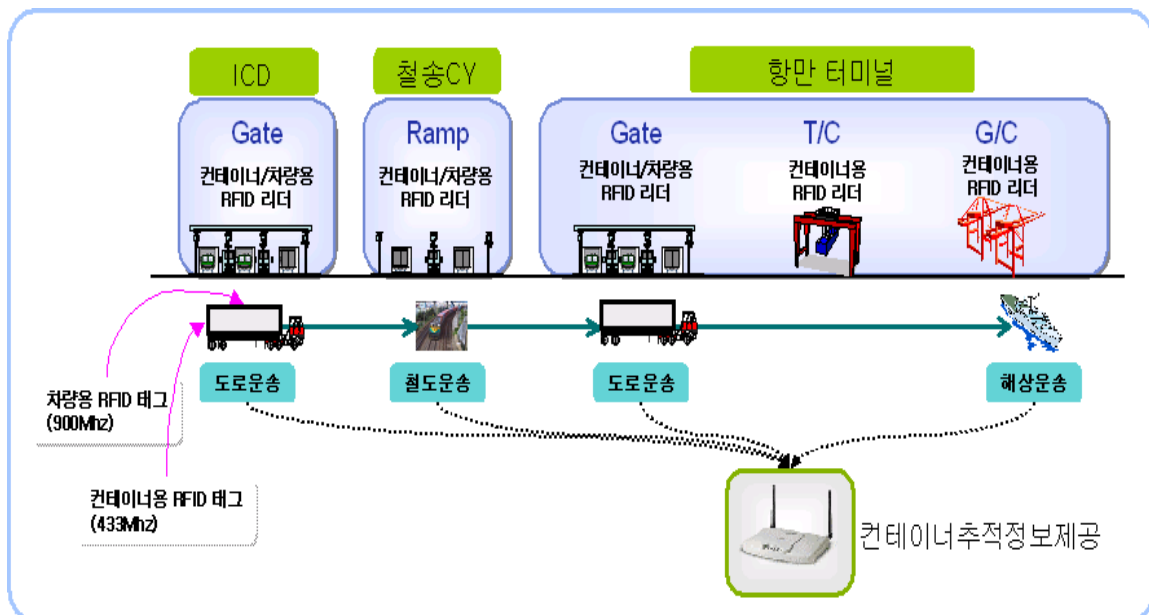 ICD
철송CY
항만 터미널
Gate
Ramp
Gate
T/C
G/C
컨테이너/차량용
RFID 리더
컨테이너/차량용
RFID 리더
컨테이너/차량용
RFID 리더
컨테이너용
RFID 리더
컨테이너용
RFID 리더
도로운송
철도운송
도로운송
해상운송
차량용 RFID 태그
(900Mhz)
컨테이너용 RFID 태그
(433Mhz)
컨테이너추적정보제공